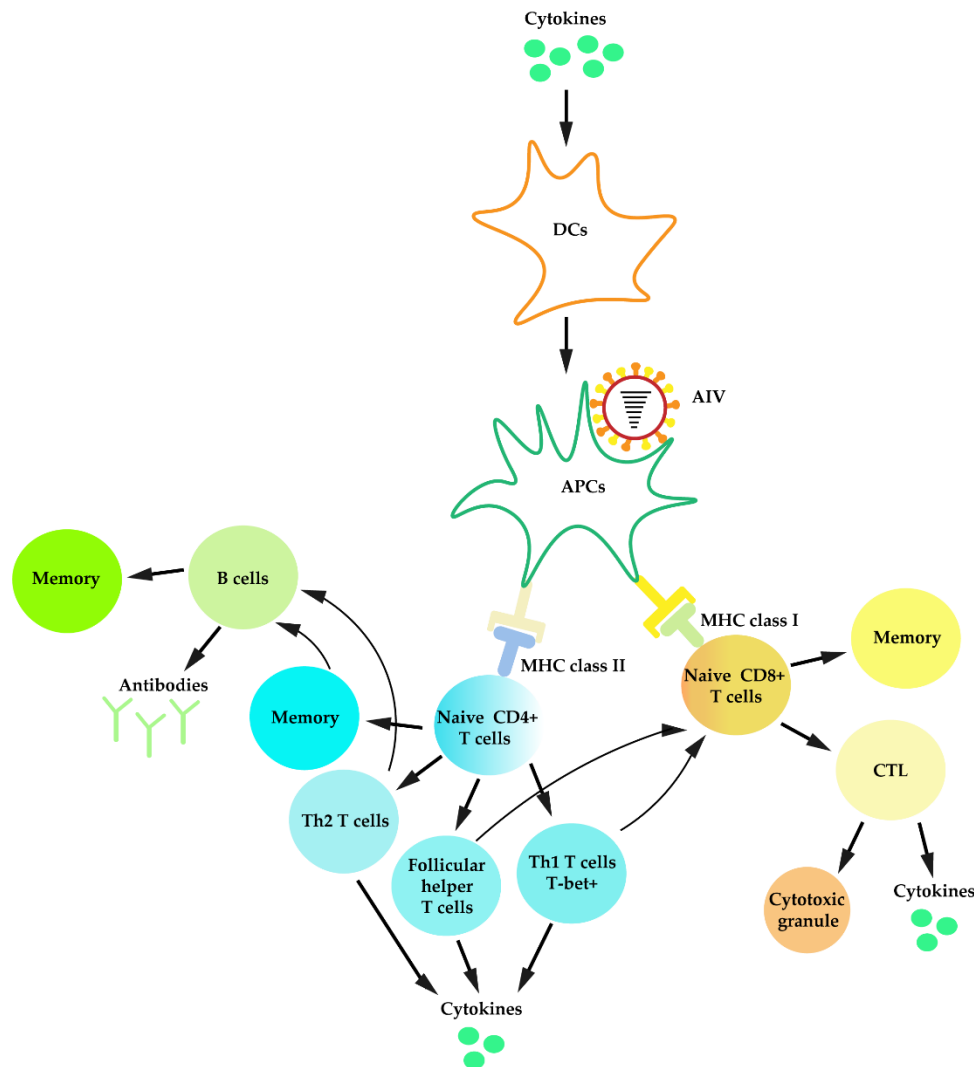 Cytokines
DCs
AIV
APCs
Memory
B cells
MHC class I
Memory
MHC class II
Naive CD8+
T cells
Antibodies
Memory
Naive CD4+
T cells
CTL
Th2 T cells
Follicular
helper
T cells
Th1 T cells
T-bet+
Cytotoxic
granule
Cytokines
Cytokines